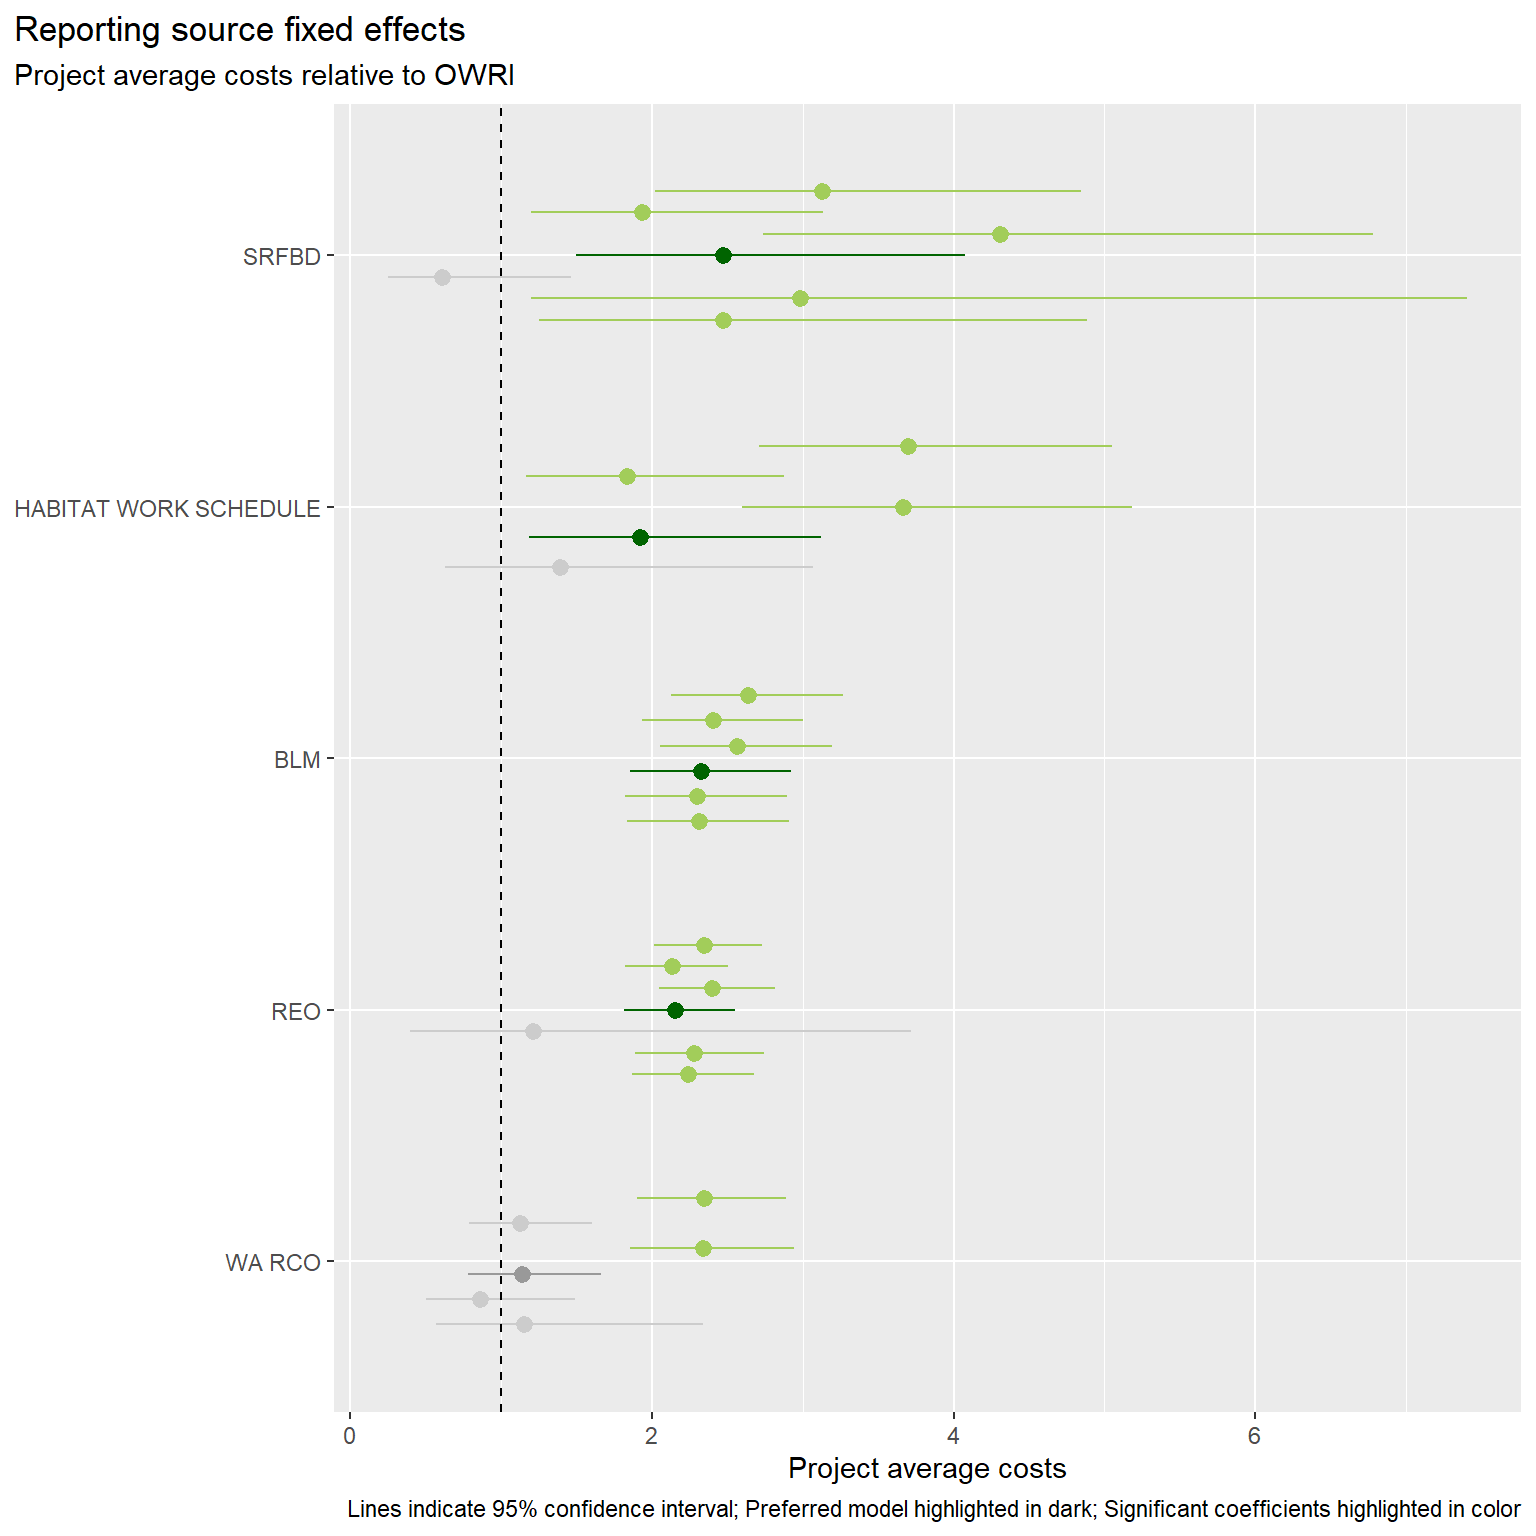 Reporting source fixed effects
Project average costs relative to OWRI
SRFBD
HABITAT WORK SCHEDULE
BLM
REO
WA RCO
0 2 4 6
Project average costs
Lines indicate 95% confidence interval; Preferred model highlighted in dark; Significant coefficients highlighted in color